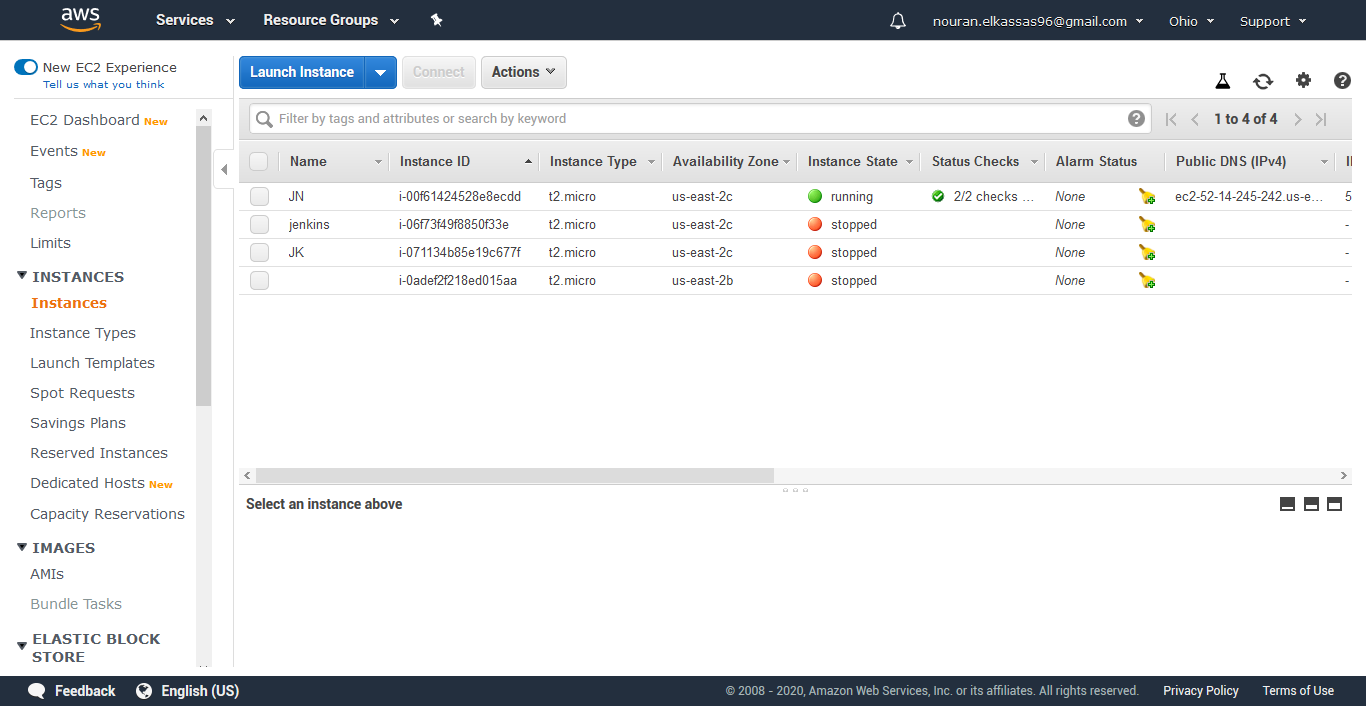 aws Services Resource Groups nouran.elkassas96@gmail.com Ohio Support
New EC2 Experience
Tell us what you think
EC2 Dashboard New
Events New
Tags
Reports
Limits
INSTANCES
Instances
Instance Types
Launch Templates
Spot Requests
Savings Plans
Reserved Instances
Dedicated Hosts New
Capacity Reservations
IMAGES
AMIs
Bundle Tasks
ELASTIC BLOCK
STORE
Launch Instance Connect Actions
Filter by tags and attributes or search by keyword 1 to 4 of 4
Name Instance ID Instance Type Availability Zone Instance State Status Checks Alarm Status Public DNS (IPv4)
JN i-00f61424528e8ecdd t2.micro us-east-2c running 2/2 checks ... None ec2-52-14-245-242.us-e... 5
jenkins i-06f73f49f8850f33e t2.micro us-east-2c stopped None -
JK i-071134b85e19c677f t2.micro us-east-2c stopped None -
i-0adef2f218ed015aa t2.micro us-east-2b stopped None -
Select an instance above
Feedback English (US) © 2008 - 2020, Amazon Web Services, Inc. or its affiliates. All rights reserved. Privacy Policy Terms of Use